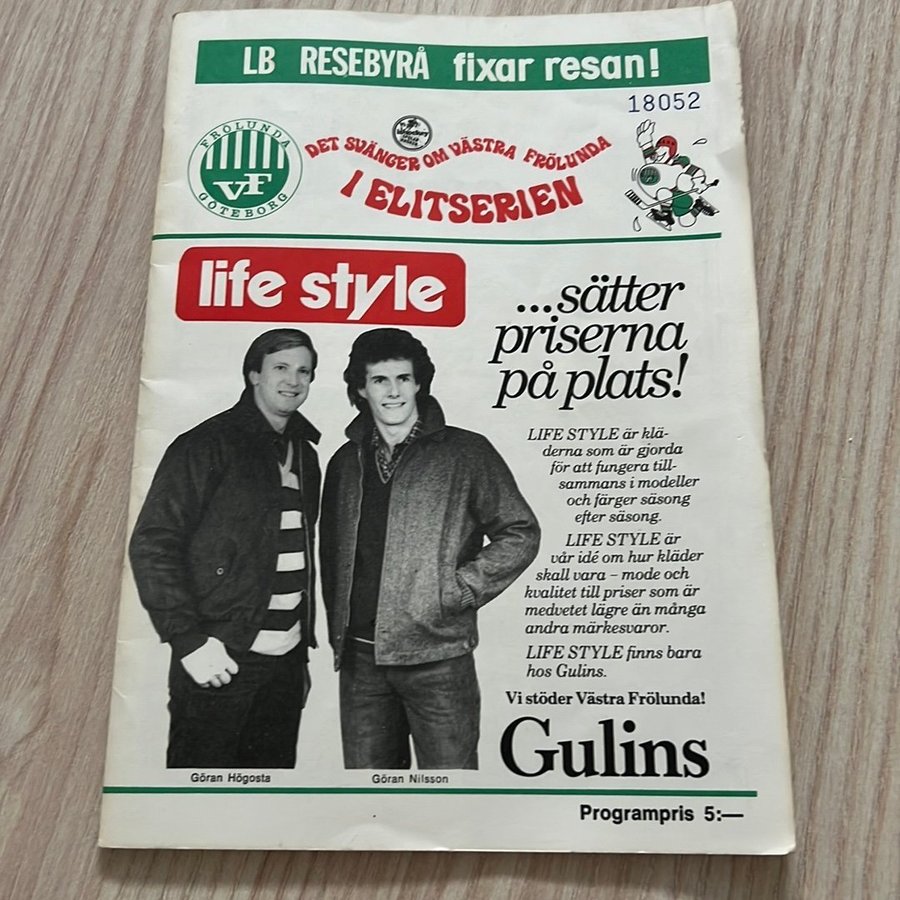 LB RESEBYRÅ fixar resan!
18052
FRÖLUNDA
VF
GÖTEBORG
DET SVÄNGER OM VÄSTRA FRÖLUNDA
I ELITSERIEN
life style
...sätter
priserna
på plats!
LIFE STYLE är klä-
derna som är gjorda
för att fungera till-
sammans i modeller
och färger säsong
efter säsong.
LIFE STYLE är
vår idé om hur kläder
skall vara – mode och
kvalitet till priser som är
medvetet lägre än många
andra märkesvaror.
LIFE STYLE finns bara
hos Gulins.
Vi stöder Västra Frölunda!
Gulins
Göran Högosta
Göran Nilsson
Programpris 5:—